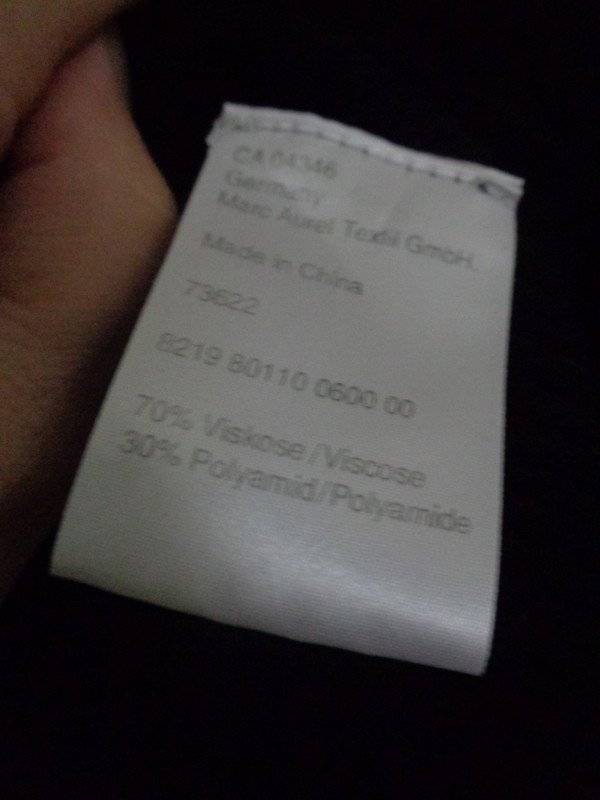 CA 04346
Germany
Marc Aurel Textil GmbH.
Made in China
73622
8219 80110 0600 00
70% Viskose/Viscose
30% Polyamid/Polyamide